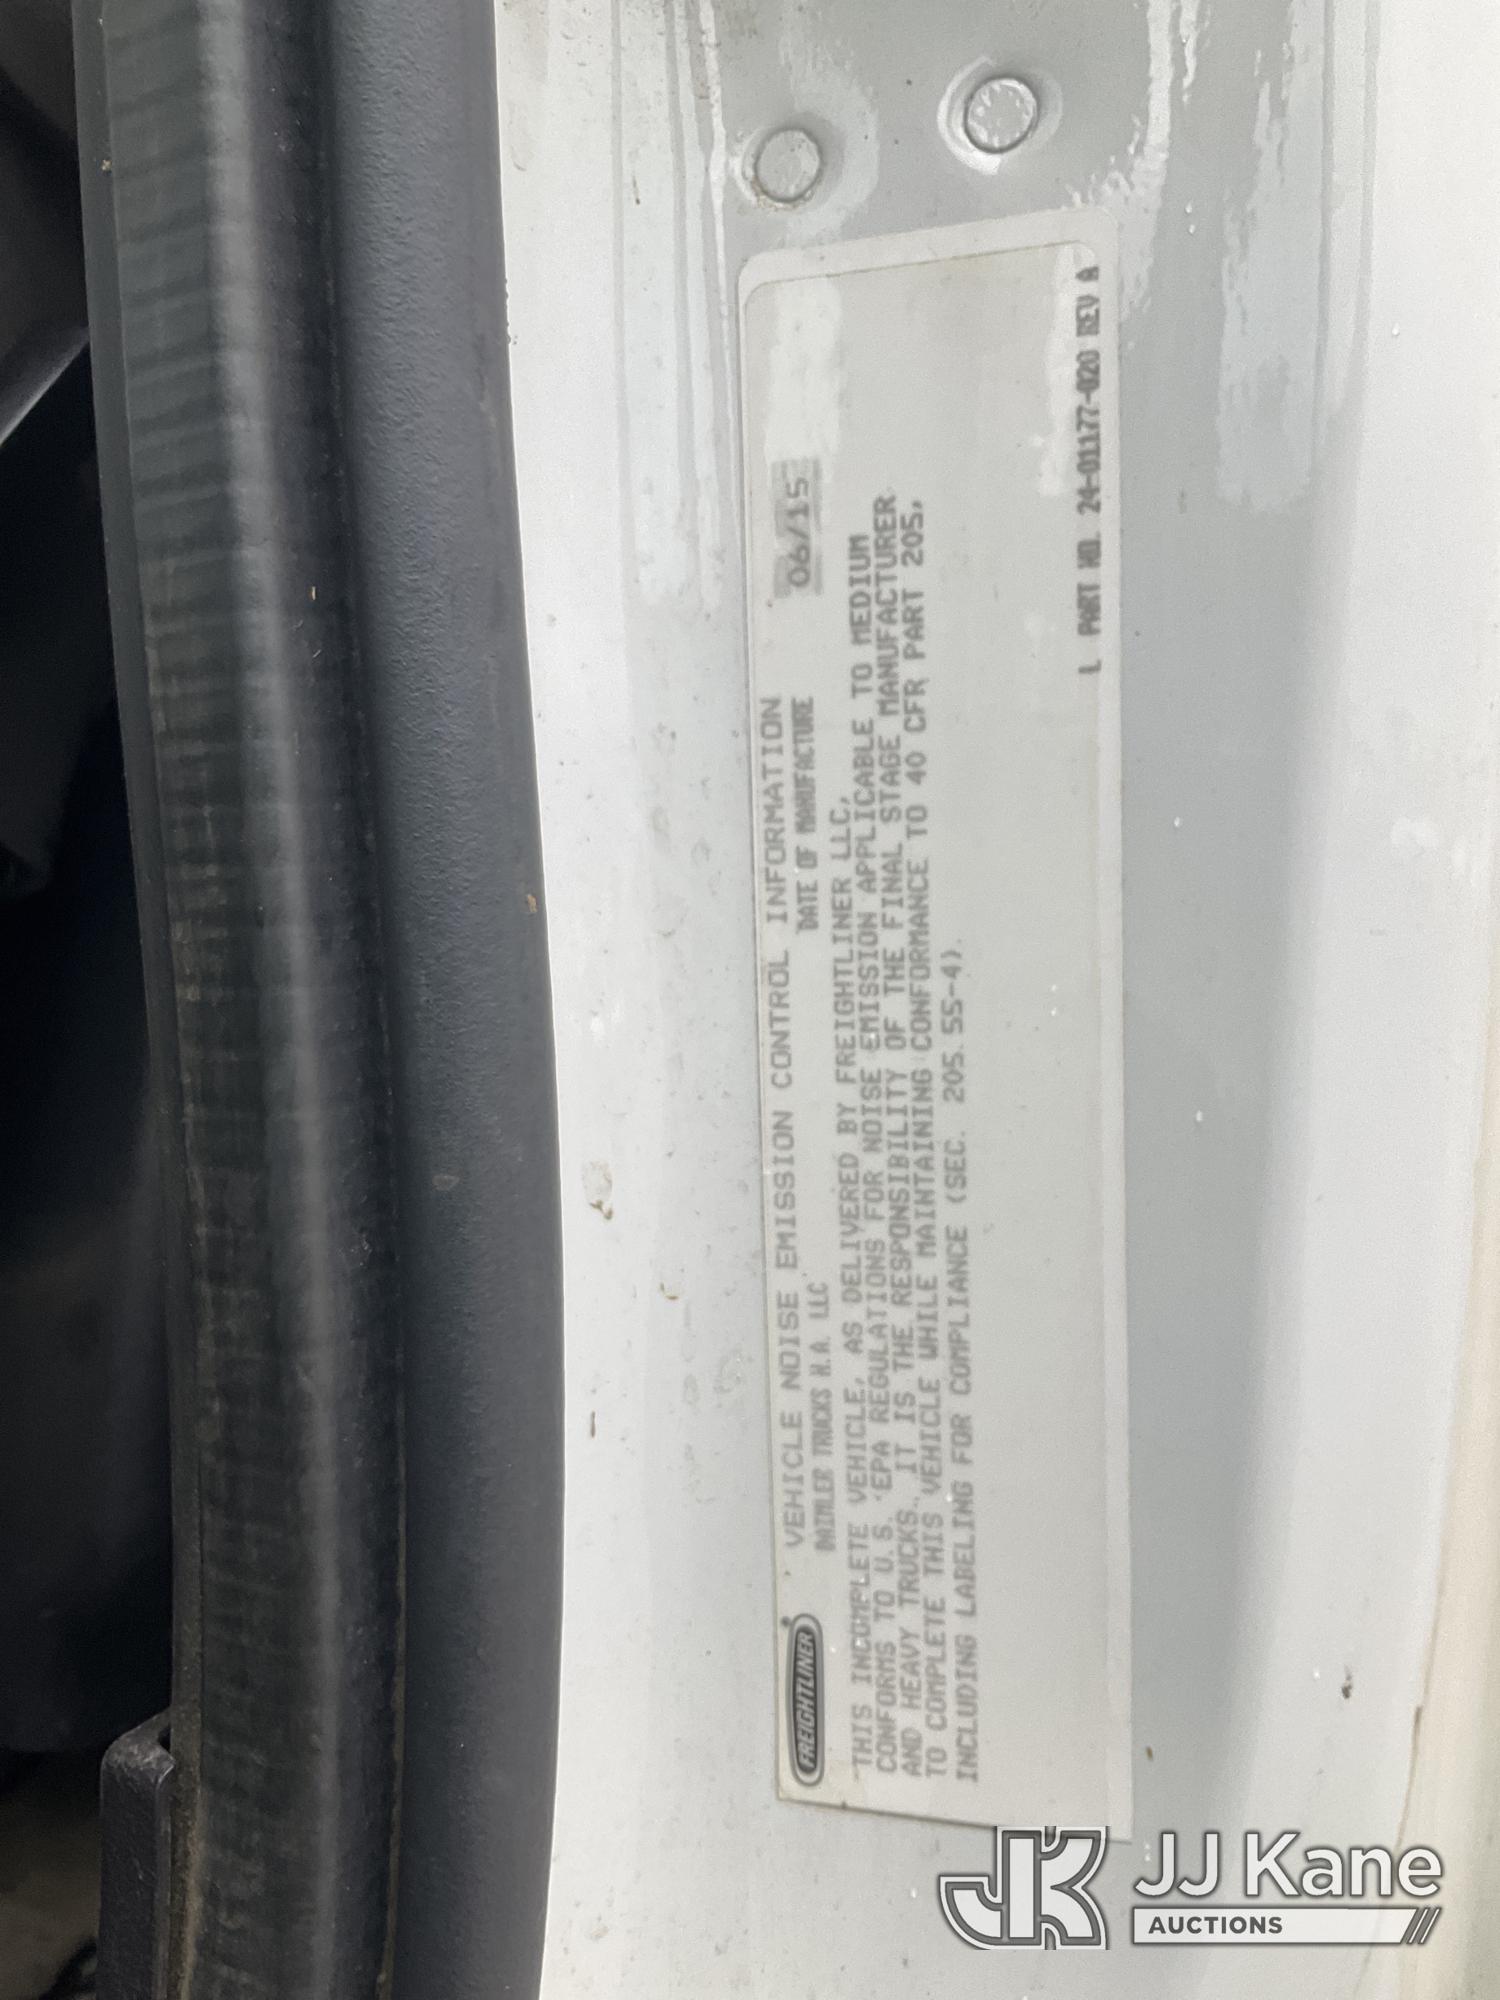 FREIGHTLINER
VEHICLE NOISE EMISSION CONTROL INFORMATION
DAIMLER TRUCKS N.A. LLC DATE OF MANUFACTURE 06/15
THIS INCOMPLETE VEHICLE, AS DELIVERED BY FREIGHTLINER LLC,
CONFORMS TO U.S. EPA REGULATIONS FOR NOISE EMISSION APPLICABLE TO MEDIUM
AND HEAVY TRUCKS. IT IS THE RESPONSIBILITY OF THE FINAL STAGE MANUFACTURER
TO COMPLETE THIS VEHICLE WHILE MAINTAINING CONFORMANCE TO 40 CFR PART 205,
INCLUDING LABELING FOR COMPLIANCE (SEC. 205.55-4).
L PART NO. 24-01177-020 REV A
JK JJ Kane
AUCTIONS